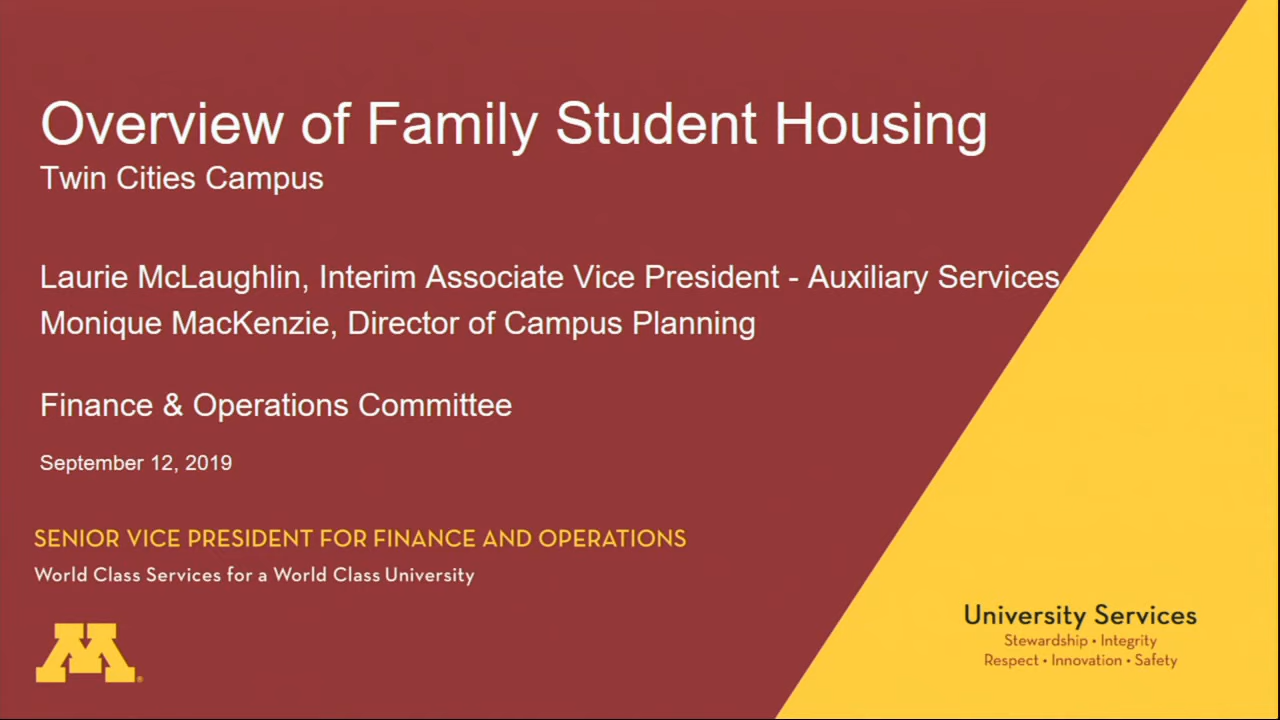 Overview of Family Student Housing
Twin Cities Campus
Laurie McLaughlin, Interim Associate Vice President - Auxiliary Services
Monique MacKenzie, Director of Campus Planning
Finance & Operations Committee
September 12, 2019
SENIOR VICE PRESIDENT FOR FINANCE AND OPERATIONS
World Class Services for a World Class University
M®
University Services
Stewardship • Integrity
Respect • Innovation • Safety